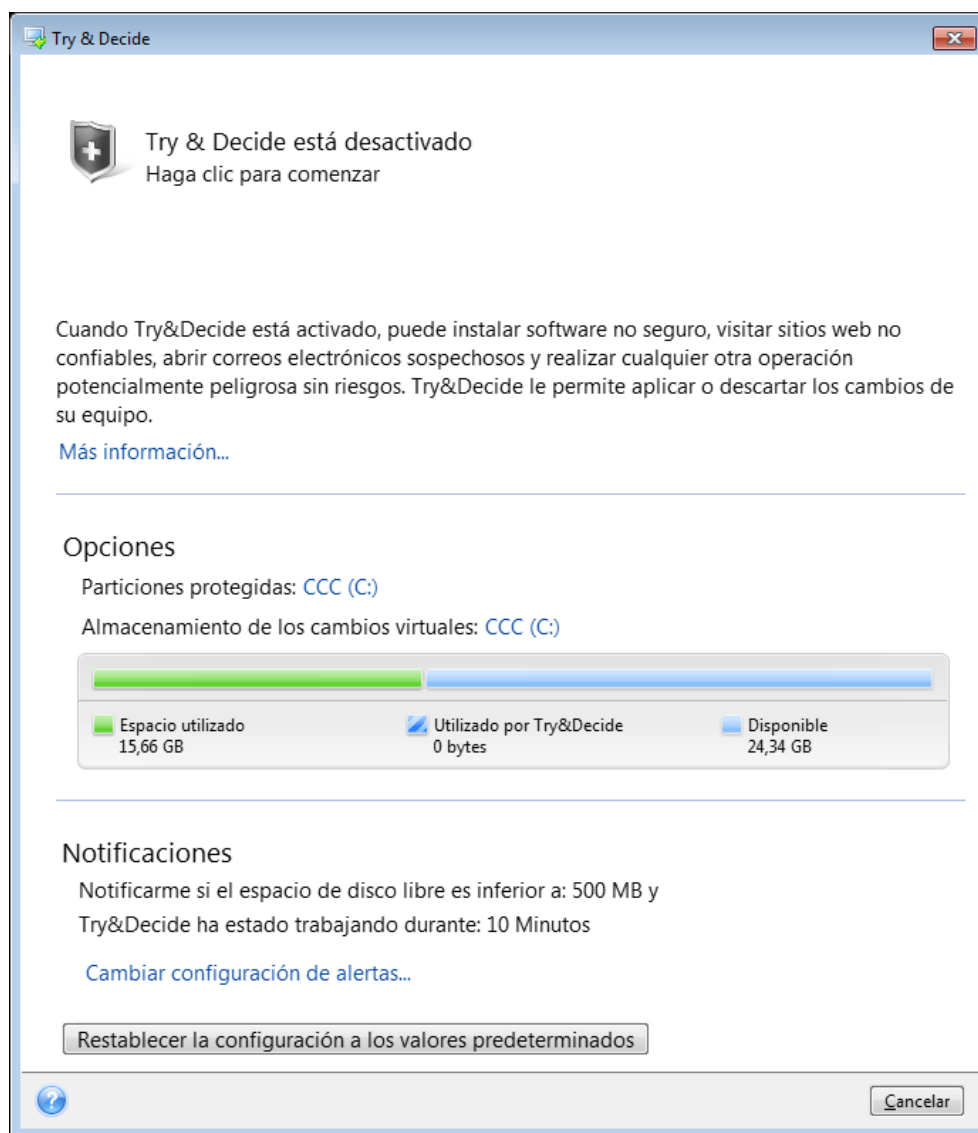 Try & Decide
Try & Decide está desactivado
Haga clic para comenzar
Cuando Try&Decide está activado, puede instalar software no seguro, visitar sitios web no
confiables, abrir correos electrónicos sospechosos y realizar cualquier otra operación
potencialmente peligrosa sin riesgos. Try&Decide le permite aplicar o descartar los cambios de
su equipo.
Más información...
Opciones
Particiones protegidas: CCC (C:)
Almacenamiento de los cambios virtuales: CCC (C:)
Espacio utilizado
15,66 GB
Utilizado por Try&Decide
0 bytes
Disponible
24,34 GB
Notificaciones
Notificarme si el espacio de disco libre es inferior a: 500 MB y
Try&Decide ha estado trabajando durante: 10 Minutos
Cambiar configuración de alertas...
Restablecer la configuración a los valores predeterminados
Cancelar